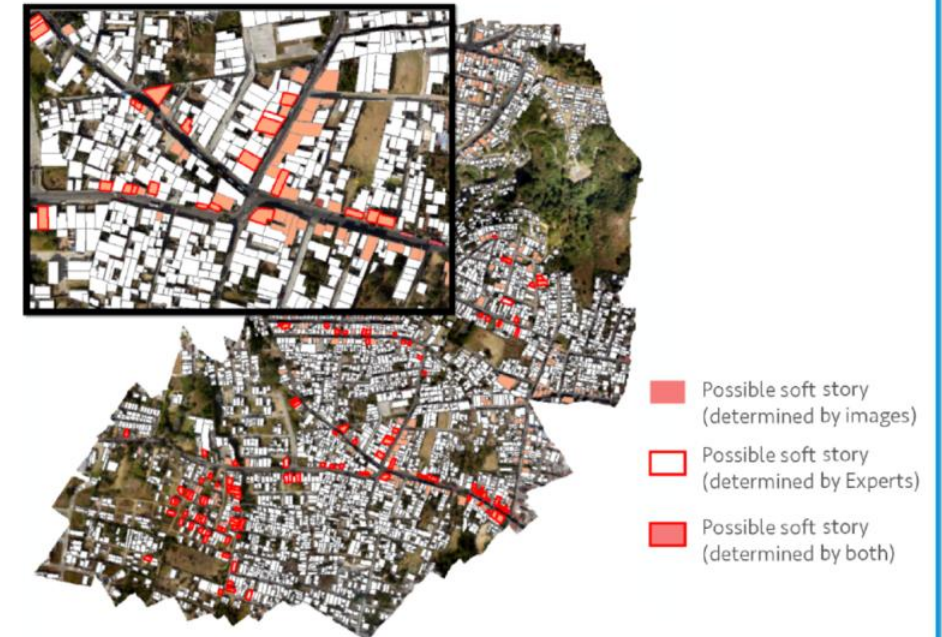 Possible soft story
(determined by images)
Possible soft story
(determined by Experts)
Possible soft story
(determined by both)